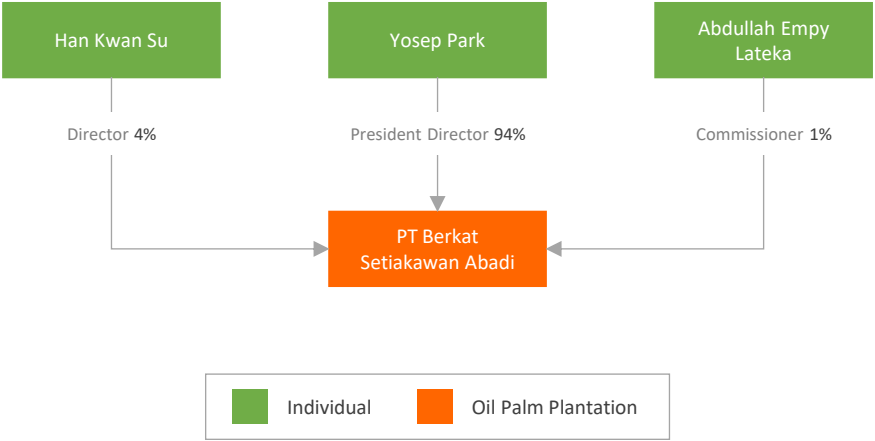 Han Kwan Su
Yosep Park
Abdullah Empy
Lateka
Director 4%
President Director 94%
Commissioner 1%
PT Berkat
Setiakawan Abadi
Individual
Oil Palm Plantation